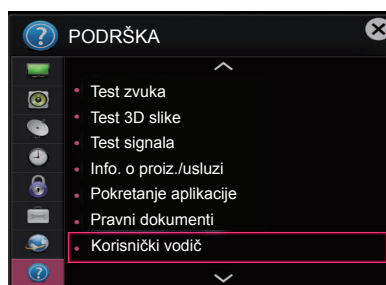 PODRŠKA
Test zvuka
Test 3D slike
Test signala
Info. o proiz./usluzi
Pokretanje aplikacije
Pravni dokumenti
Korisnički vodič